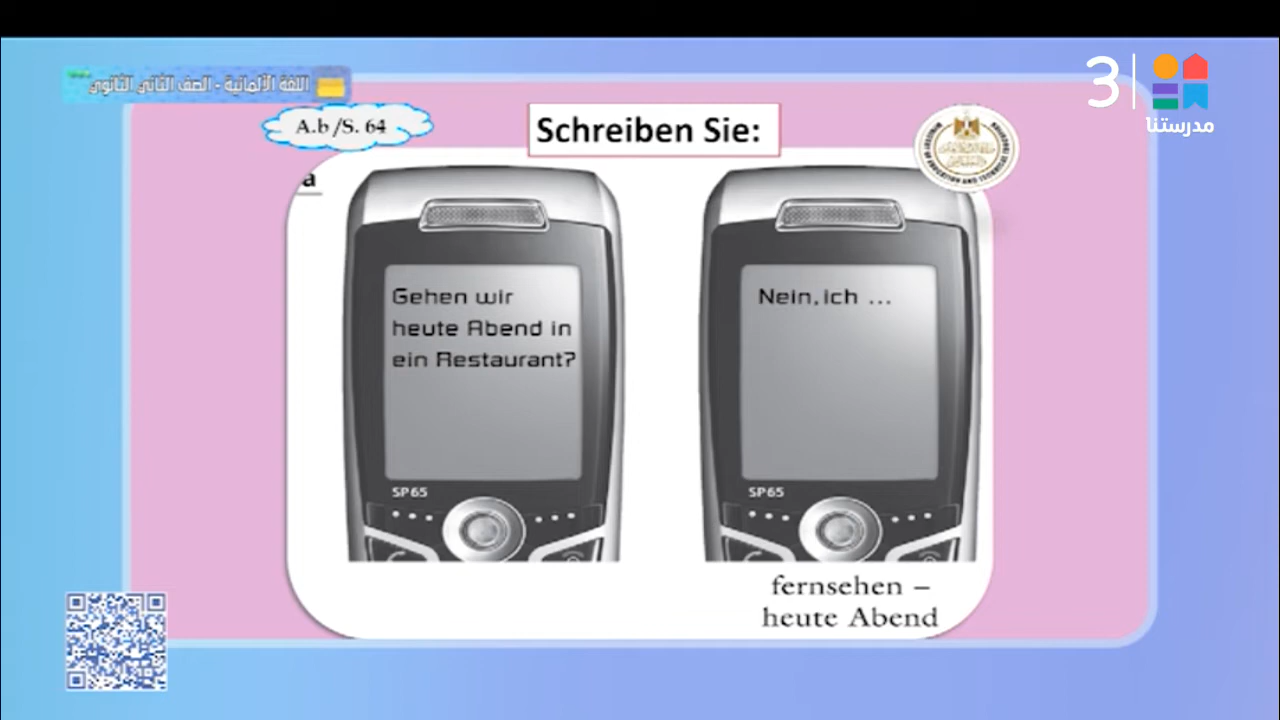 اللغة الألمانية - الصف الثاني الثانوي
3
مدرستنا
A.b /S. 64
Schreiben Sie:
a
Gehen wir
heute Abend in
ein Restaurant?
SP65
Nein, ich ...
SP65
fernsehen –
heute Abend